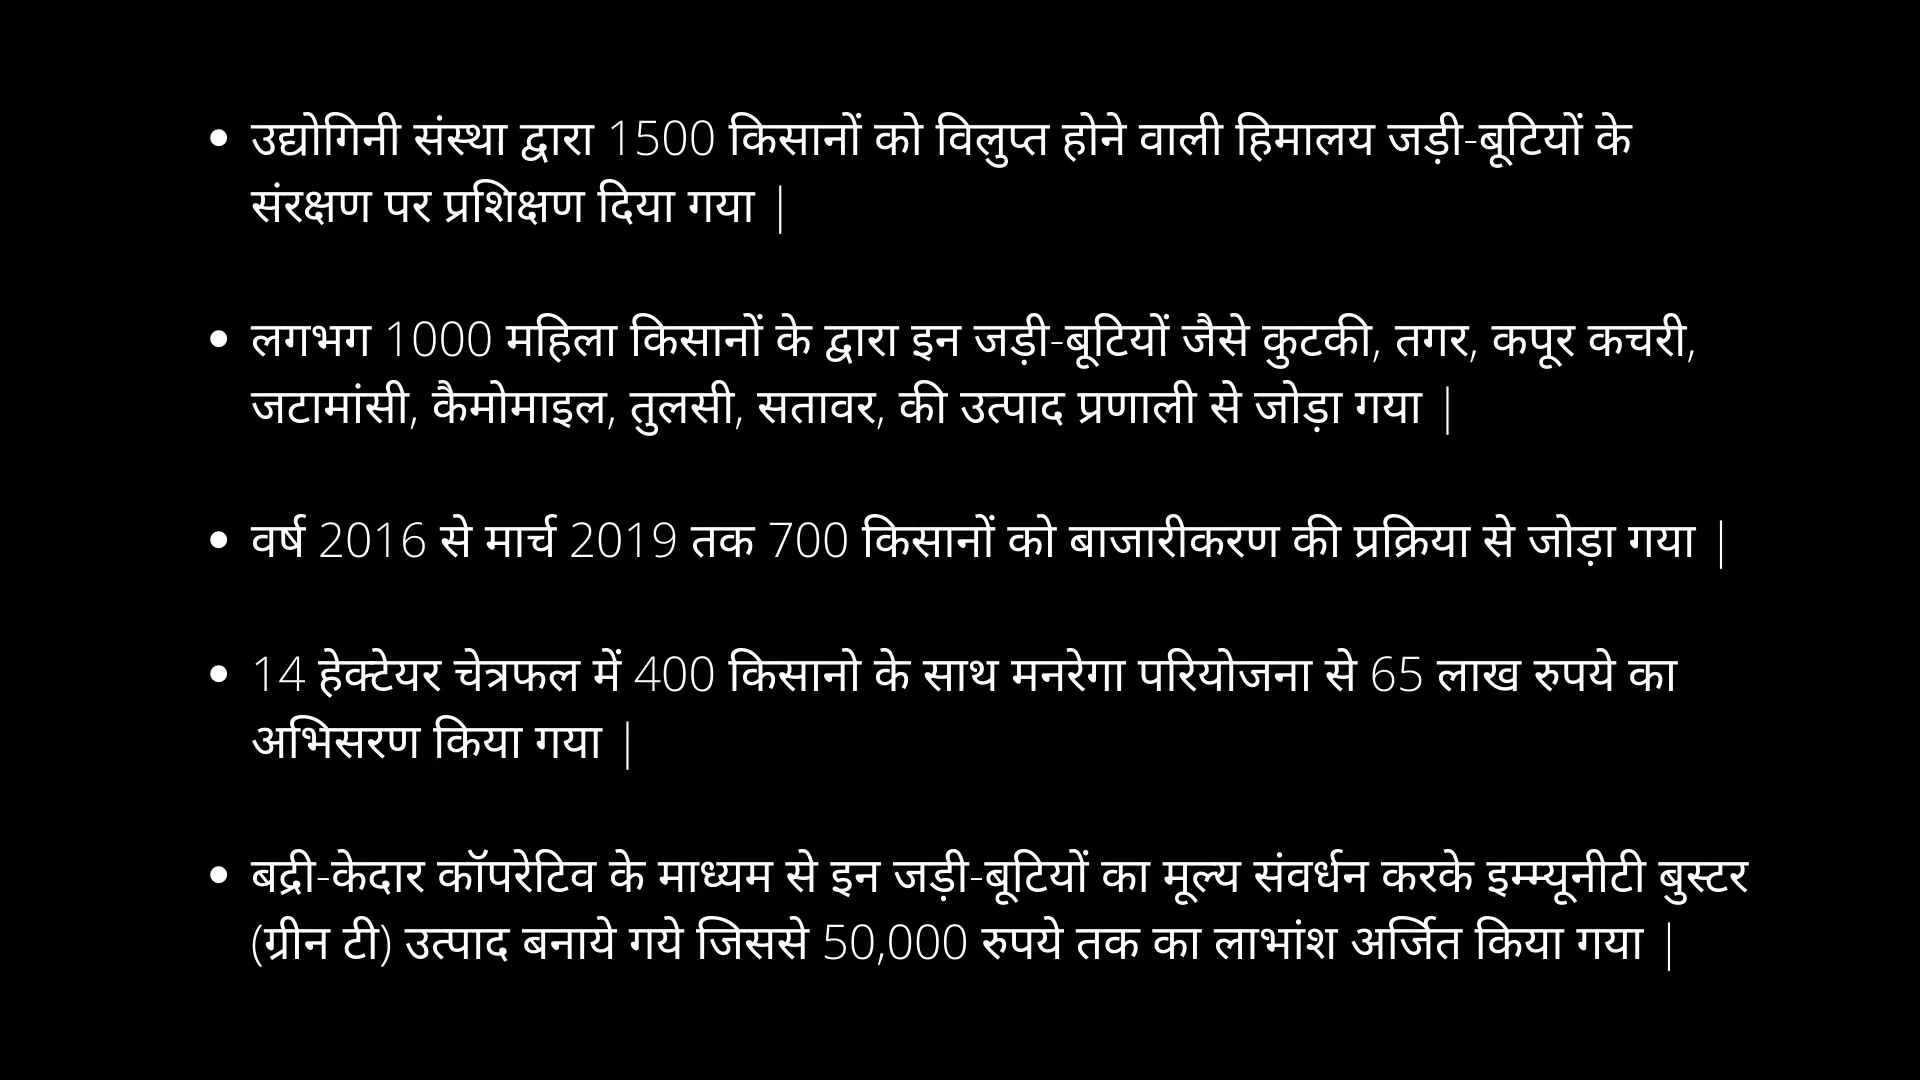 • उद्योगिनी संस्था द्वारा 1500 किसानों को विलुप्त होने वाली हिमालय जड़ी-बूटियों के
संरक्षण पर प्रशिक्षण दिया गया |
• लगभग 1000 महिला किसानों के द्वारा इन जड़ी-बूटियों जैसे कुटकी, तगर, कपूर कचरी,
जटामांसी, कैमोमाइल, तुलसी, सतावर, की उत्पाद प्रणाली से जोड़ा गया |
• वर्ष 2016 से मार्च 2019 तक 700 किसानों को बाजारीकरण की प्रक्रिया से जोड़ा गया |
• 14 हेक्टेयर चेत्रफल में 400 किसानो के साथ मनरेगा परियोजना से 65 लाख रुपये का
अभिसरण किया गया |
• बद्री-केदार कॉपरेटिव के माध्यम से इन जड़ी-बूटियों का मूल्य संवर्धन करके इम्म्यूनीटी बुस्टर
(ग्रीन टी) उत्पाद बनाये गये जिससे 50,000 रुपये तक का लाभांश अर्जित किया गया |